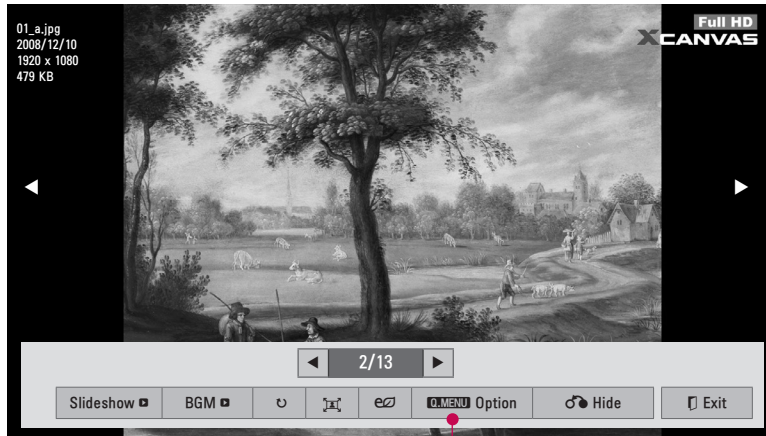 01_a.jpg
2008/12/10
1920 x 1080
479 KB
Full HD
XCANVAS
2/13
Slideshow
BGM
Q.MENU Option
Hide
Exit